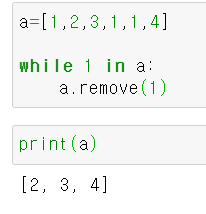 a=[1,2,3,1,1,4]
while 1 in a:
    a.remove(1)
print(a)
[2, 3, 4]